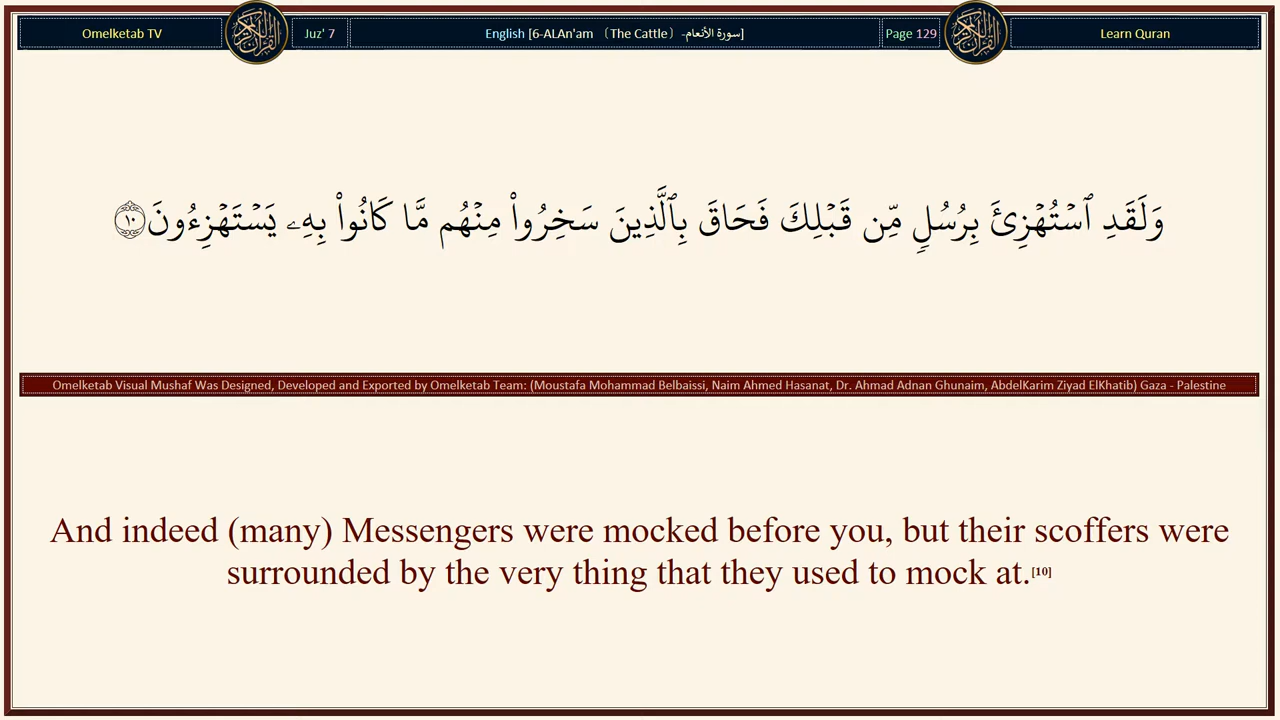 Omelketab TV
Juz' 7
English [6-ALAn'am （The Cattle）-سورة الأنعام]
Page 129
Learn Quran
وَلَقَدِ ٱسۡتُهۡزِئَ بِرُسُلٖ مِّن قَبۡلِكَ فَحَاقَ بِٱلَّذِينَ سَخِرُواْ مِنۡهُم مَّا كَانُواْ بِهِۦ يَسۡتَهۡزِءُونَ ١٠
Omelketab Visual Mushaf Was Designed, Developed and Exported by Omelketab Team: (Moustafa Mohammad Belbaissi, Naim Ahmed Hasanat, Dr. Ahmad Adnan Ghunaim, AbdelKarim Ziyad ElKhatib) Gaza - Palestine
And indeed (many) Messengers were mocked before you, but their scoffers were
surrounded by the very thing that they used to mock at.[10]